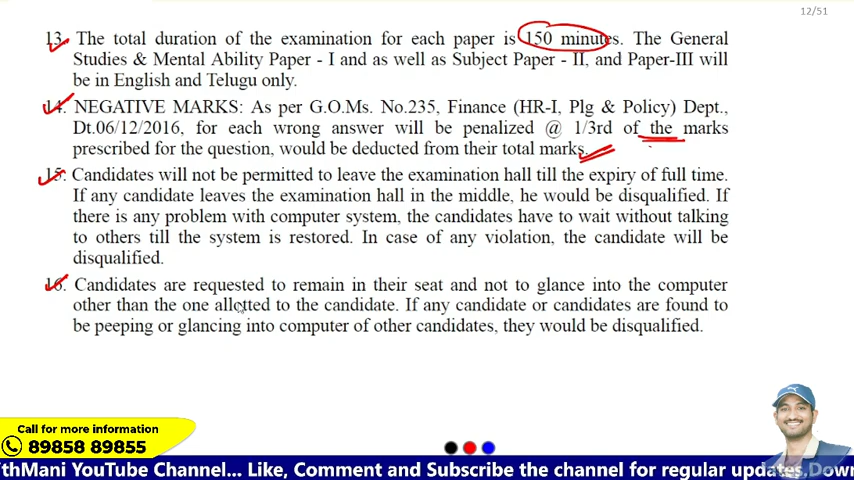 12/51
13. The total duration of the examination for each paper is 150 minutes. The General
Studies & Mental Ability Paper - I and as well as Subject Paper - II, and Paper-III will
be in English and Telugu only.
14. NEGATIVE MARKS: As per G.O.Ms. No.235, Finance (HR-I, Plg & Policy) Dept.,
Dt.06/12/2016, for each wrong answer will be penalized @ 1/3rd of the marks
prescribed for the question, would be deducted from their total marks.
15. Candidates will not be permitted to leave the examination hall till the expiry of full time.
If any candidate leaves the examination hall in the middle, he would be disqualified. If
there is any problem with computer system, the candidates have to wait without talking
to others till the system is restored. In case of any violation, the candidate will be
disqualified.
16. Candidates are requested to remain in their seat and not to glance into the computer
other than the one allotted to the candidate. If any candidate or candidates are found to
be peeping or glancing into computer of other candidates, they would be disqualified.
Call for more information
89858 89855
thMani YouTube Channel... Like, Comment and Subscribe the channel for regular updates,Down